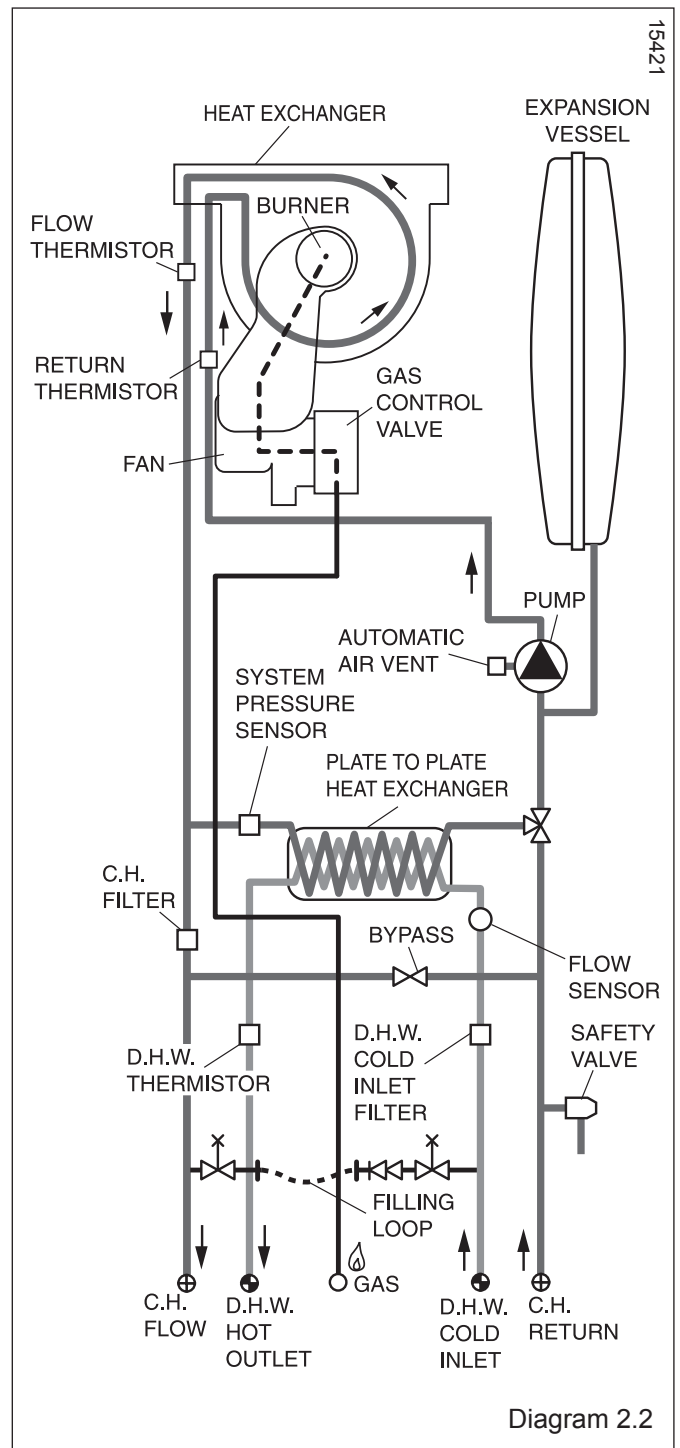 15421
HEAT EXCHANGER
EXPANSION
VESSEL
BURNER
FLOW
THERMISTOR
RETURN
THERMISTOR
GAS
CONTROL
VALVE
FAN
PUMP
AUTOMATIC
AIR VENT
SYSTEM
PRESSURE
SENSOR
PLATE TO PLATE
HEAT EXCHANGER
C.H.
FILTER
BYPASS
FLOW
SENSOR
D.H.W.
THERMISTOR
D.H.W.
COLD
INLET
FILTER
SAFETY
VALVE
FILLING
LOOP
C.H.
FLOW
D.H.W.
HOT
OUTLET
GAS
D.H.W.
COLD
INLET
C.H.
RETURN
Diagram 2.2